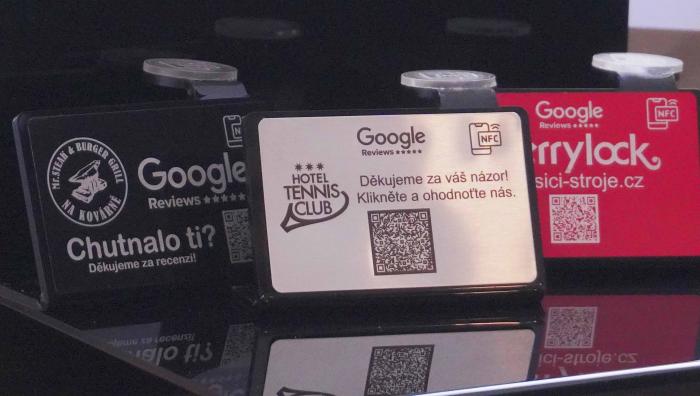 MR. STEAK & BURGER GRILL
NA KOVÁRNĚ
Google
Reviews
Chutnalo ti?
Děkujeme za recenzi!
Google
Reviews
NFC
HOTEL
TENNIS
CLUB
Děkujeme za váš názor!
Klikněte a ohodnoťte nás.
Google
Reviews
NFC
rrylock
sici-stroje.cz